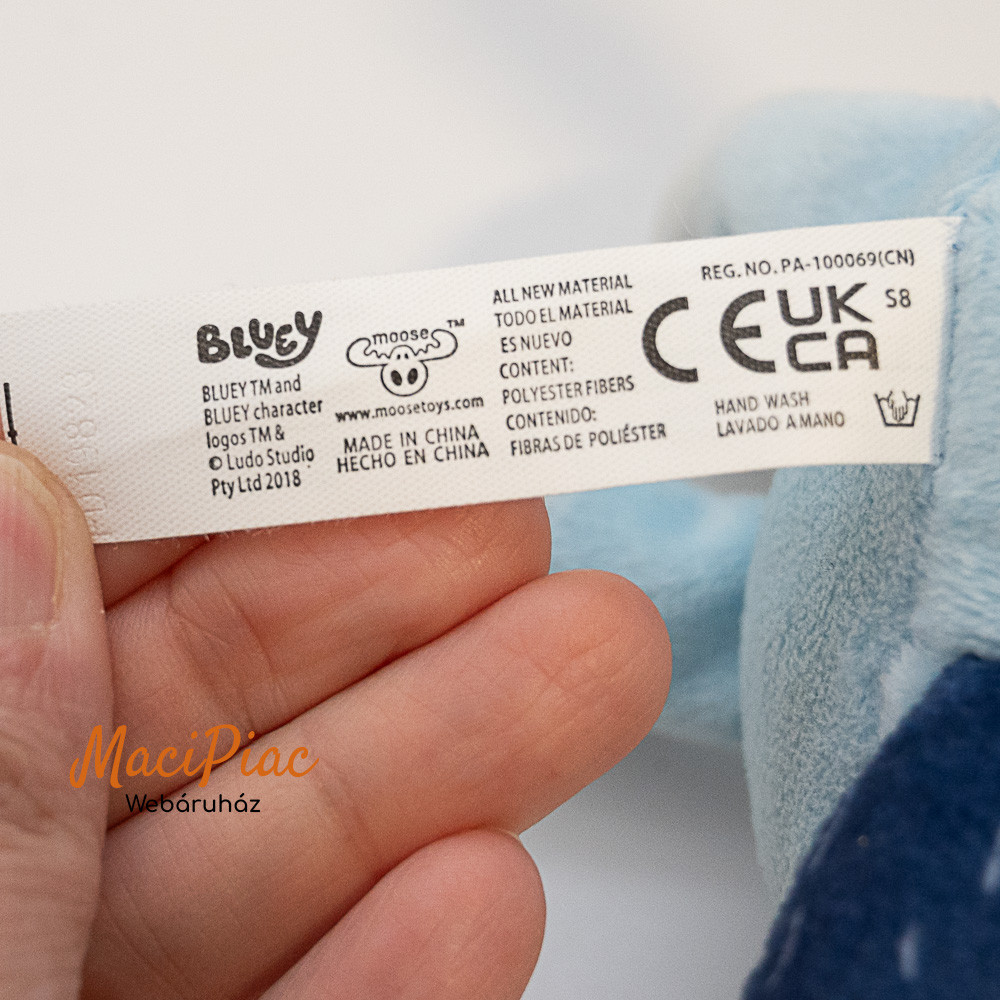 BLUEY
BLUEY TM and
BLUEY character
logos TM &
© Ludo Studio
Pty Ltd 2018
moose™
www.moosetoys.com
MADE IN CHINA
HECHO EN CHINA
ALL NEW MATERIAL
TODO EL MATERIAL
ES NUEVO
CONTENT:
POLYESTER FIBERS
CONTENIDO:
FIBRAS DE POLIÉSTER
REG. NO. PA-100069(CN)
CE UK CA S8
HAND WASH
LAVADO A MANO
MaciPiac
Webáruház